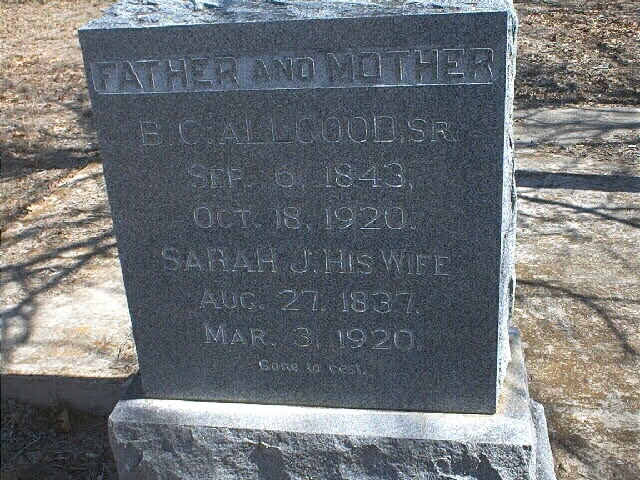 FATHER AND MOTHER
B. C. ALLGOOD, SR.
SEP. 6, 1843,
OCT. 18, 1920.
SARAH J. HIS WIFE
AUG. 27, 1837,
MAR. 3, 1920.
Gone to rest.